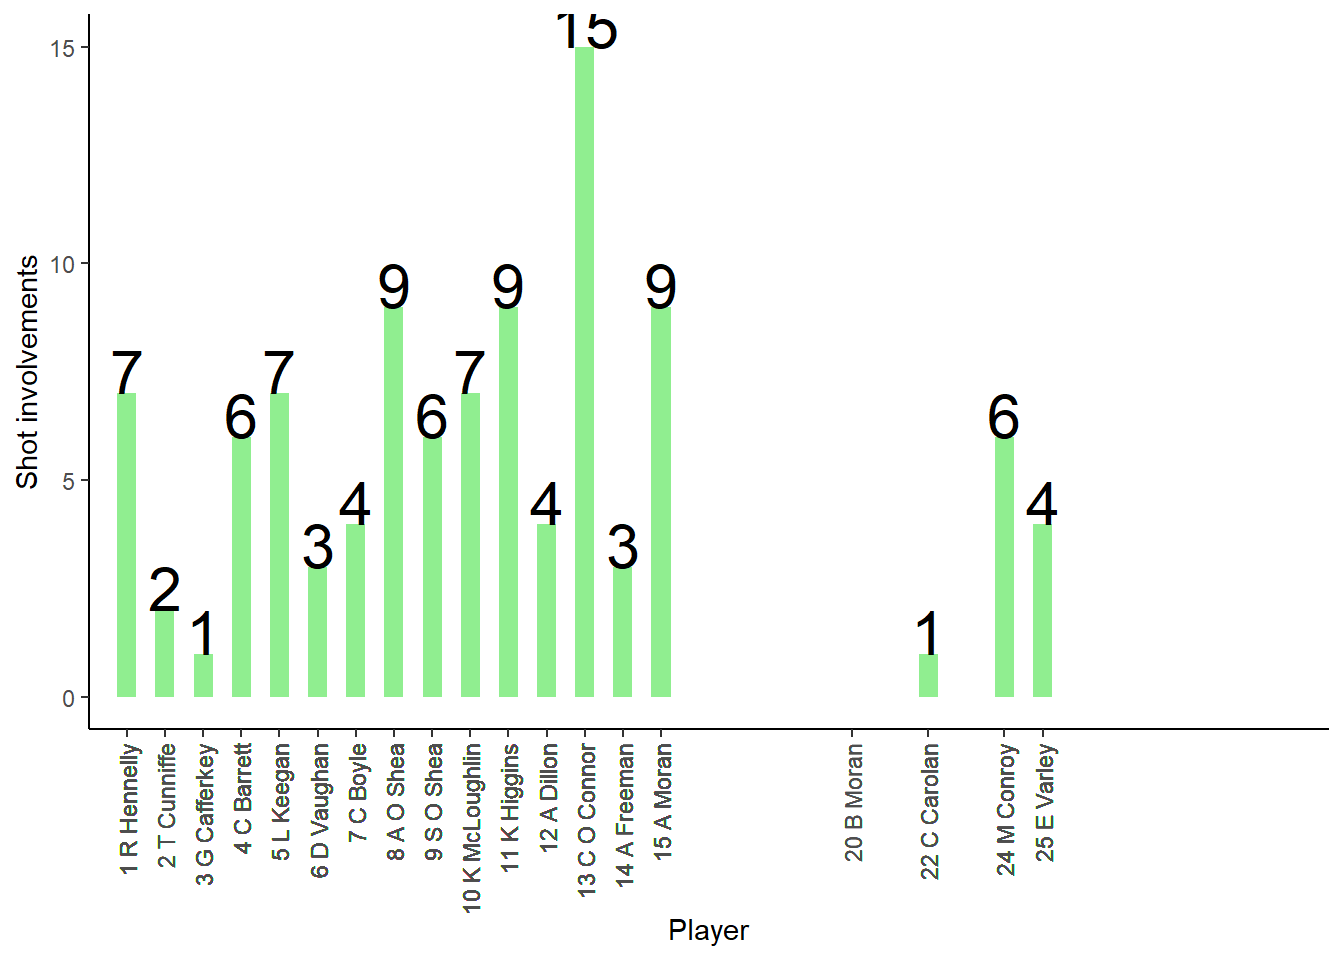 15
15
10
9
9
9
7
7
7
6
6
6
5
4
4
4
3
3
2
1
1
0
Shot involvements
1 R Hennelly
2 T Cunniffe
3 G Cafferkey
4 C Barrett
5 L Keegan
6 D Vaughan
7 C Boyle
8 A O Shea
9 S O Shea
10 K McLoughlin
11 K Higgins
12 A Dillon
13 C O Connor
14 A Freeman
15 A Moran
20 B Moran
22 C Carolan
24 M Conroy
25 E Varley
Player